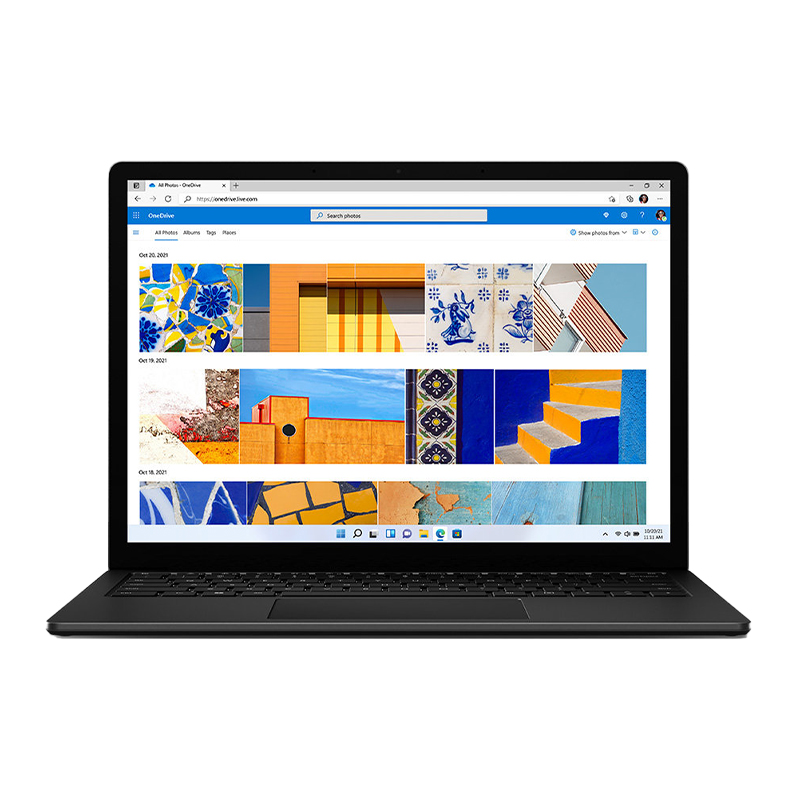 All Photos - OneDrive
https://onedrive.live.com
OneDrive
Search photos
?
All Photos Albums Tags Places
Show photos from
Oct 20, 2021
Oct 19, 2021
Oct 18, 2021
10/20/21
11:11 AM